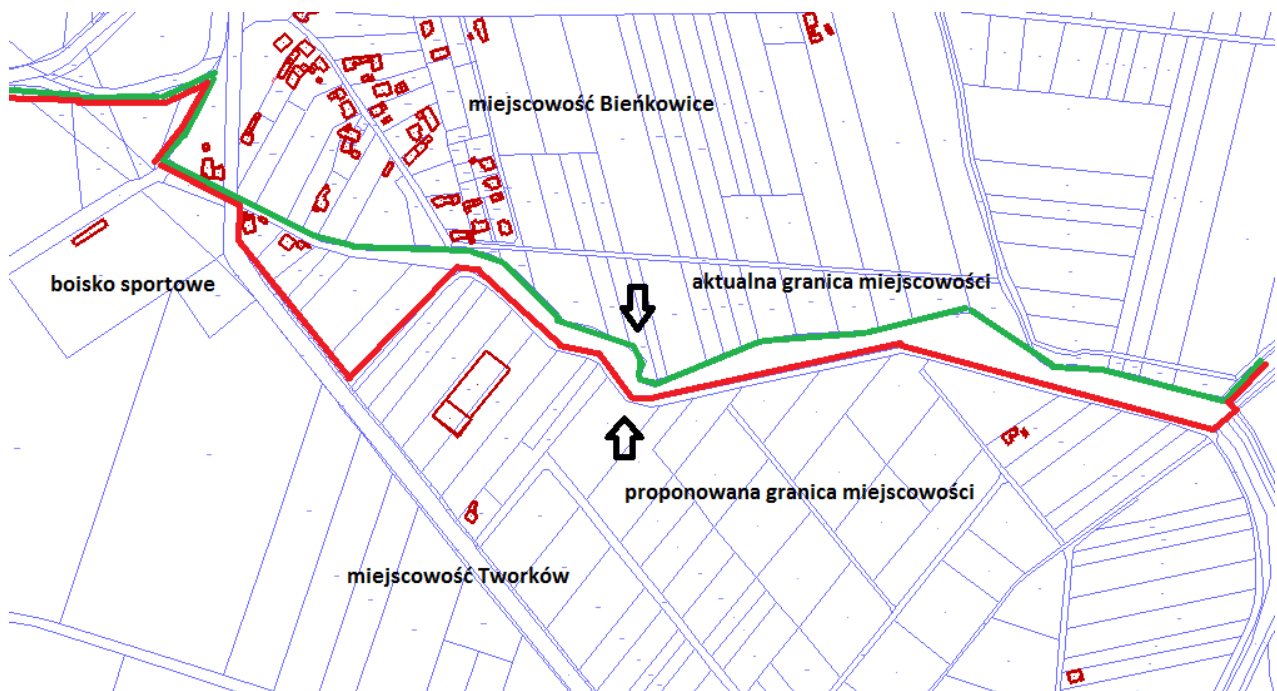 miejscowość Bieńkowice
boisko sportowe
aktualna granica miejscowości
proponowana granica miejscowości
miejscowość Tworków